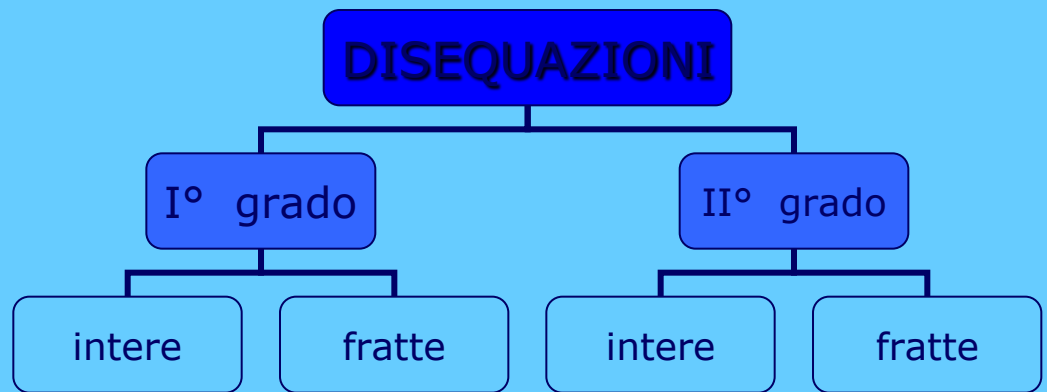 DISEQUAZIONI
I° grado
II° grado
intere
fratte
intere
fratte